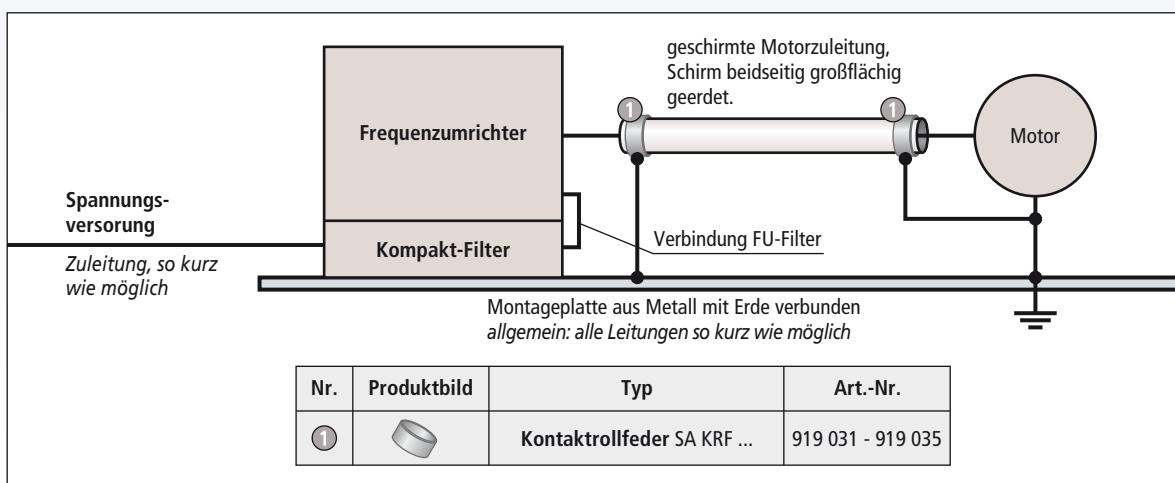 geschirmte Motorzuleitung,
Schirm beidseitig großflächig
geerdet.
1
1
Frequenzumrichter
Motor
Spannungs-
versorung
Kompakt-Filter
Verbindung FU-Filter
Zuleitung, so kurz
wie möglich
Montageplatte aus Metall mit Erde verbunden
allgemein: alle Leitungen so kurz wie möglich
Nr. Produktbild Typ Art.-Nr.
1 Kontaktrollfeder SA KRF ... 919 031 - 919 035